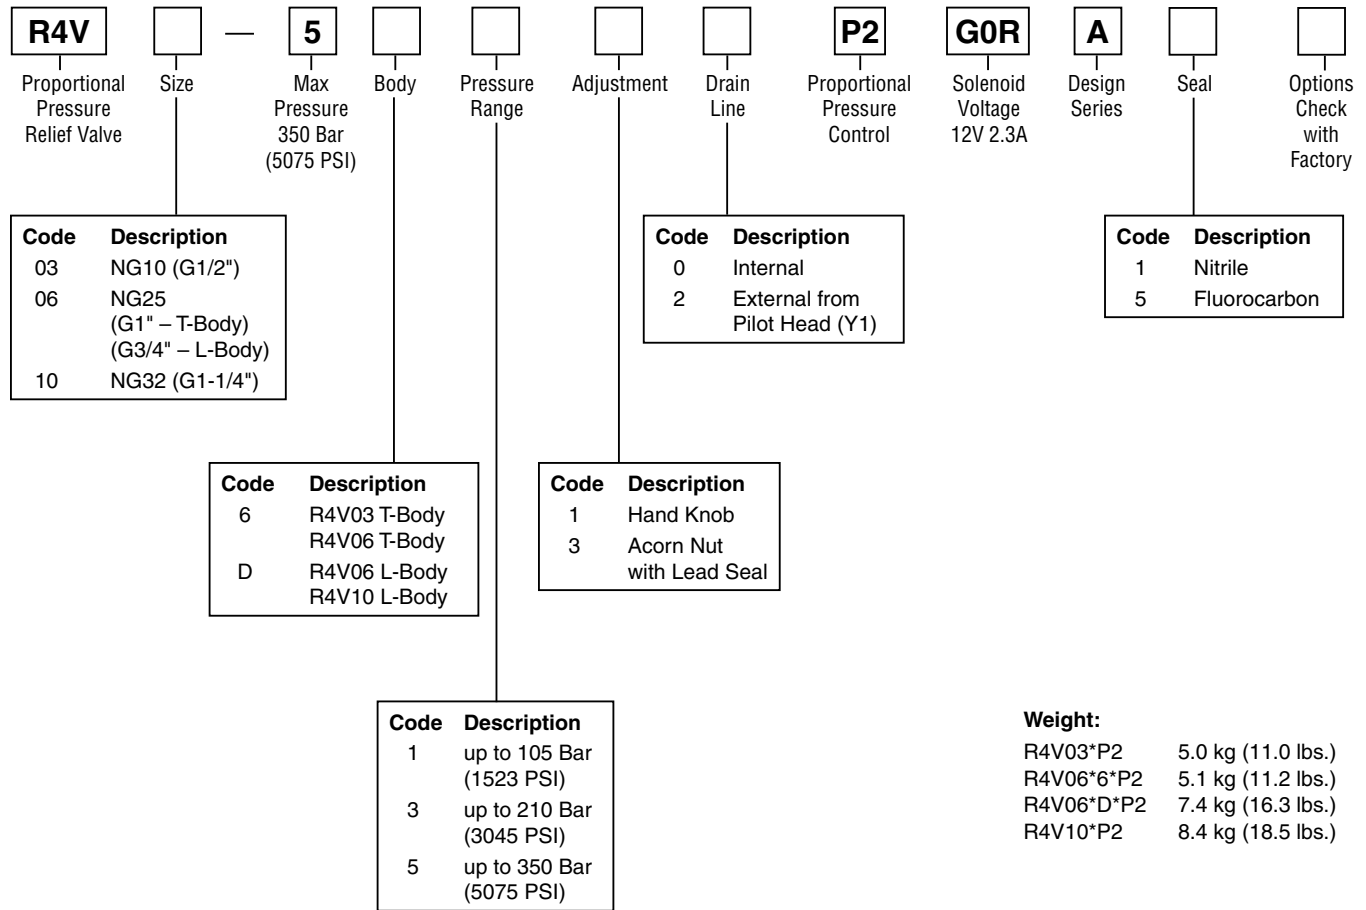 R4V — 5 P2 G0R A
Proportional
Pressure
Relief Valve
Size
Max
Pressure
350 Bar
(5075 PSI)
Body
Pressure
Range
Adjustment
Drain
Line
Proportional
Pressure
Control
Solenoid
Voltage
12V 2.3A
Design
Series
Seal
Options
Check
with
Factory
Code Description
03 NG10 (G1/2")
06 NG25
(G1" – T-Body)
(G3/4" – L-Body)
10 NG32 (G1-1/4")
Code Description
0 Internal
2 External from
Pilot Head (Y1)
Code Description
1 Nitrile
5 Fluorocarbon
Code Description
6 R4V03 T-Body
R4V06 T-Body
D R4V06 L-Body
R4V10 L-Body
Code Description
1 Hand Knob
3 Acorn Nut
with Lead Seal
Code Description
1 up to 105 Bar
(1523 PSI)
3 up to 210 Bar
(3045 PSI)
5 up to 350 Bar
(5075 PSI)
Weight:
R4V03*P2 5.0 kg (11.0 lbs.)
R4V06*6*P2 5.1 kg (11.2 lbs.)
R4V06*D*P2 7.4 kg (16.3 lbs.)
R4V10*P2 8.4 kg (18.5 lbs.)